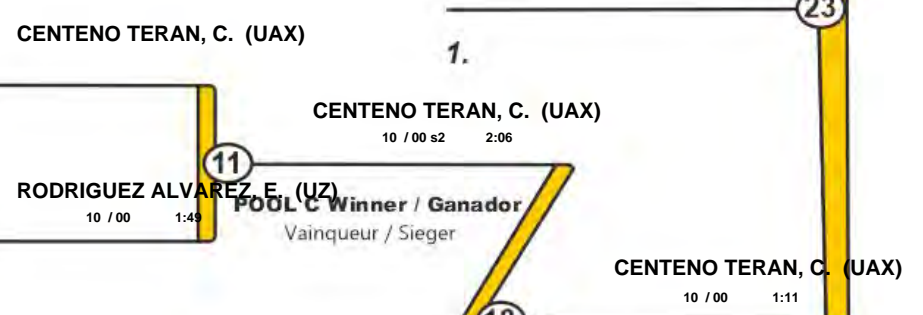 23
CENTENO TERAN, C. (UAX)
1.
CENTENO TERAN, C. (UAX)
10 / 00 s2 2:06
11
RODRIGUEZ ALVAREZ, E. (UZ)
10 / 00 1:49
POOL C Winner / Ganador
Vainqueur / Sieger
CENTENO TERAN, C. (UAX)
10 / 00 1:11